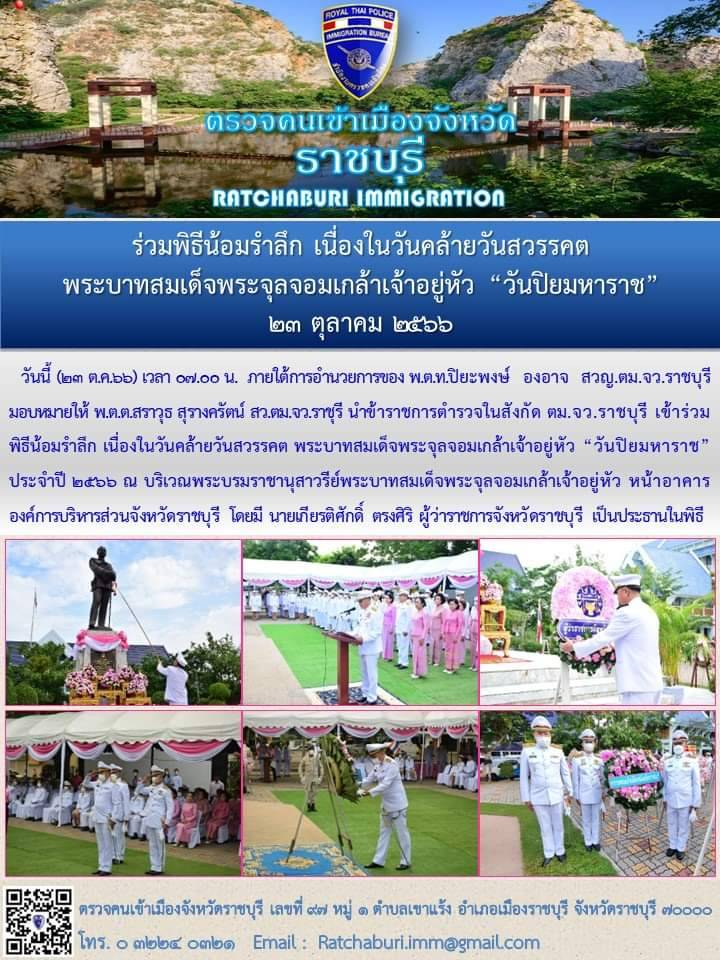 ROYAL THAI POLICE
IMMIGRATION BUREAU
ตรวจคนเข้าเมืองจังหวัด
ราชบุรี
RATCHABURI IMMIGRATION
ร่วมพิธีน้อมรำลึก เนื่องในวันคล้ายวันสวรรคต
พระบาทสมเด็จพระจุลจอมเกล้าเจ้าอยู่หัว “วันปิยมหาราช”
๒๓ ตุลาคม ๒๕๖๖
วันนี้ (๒๓ ต.ค.๖๖) เวลา ๐๗.๐๐ น. ภายใต้การอำนวยการของ พ.ต.ท.ปิยะพงษ์ องอาจ สวญ.ตม.จว.ราชบุรี
มอบหมายให้ พ.ต.ต.สราวุธ สุรางครัตน์ สว.ตม.จว.ราชุรี นำข้าราชการตำรวจในสังกัด ตม.จว.ราชบุรี เข้าร่วม
พิธีน้อมรำลึก เนื่องในวันคล้ายวันสวรรคต พระบาทสมเด็จพระจุลจอมเกล้าเจ้าอยู่หัว “วันปิยมหาราช”
ประจำปี ๒๕๖๖ ณ บริเวณพระบรมราชานุสาวรีย์พระบาทสมเด็จพระจุลจอมเกล้าเจ้าอยู่หัว หน้าอาคาร
องค์การบริหารส่วนจังหวัดราชบุรี โดยมี นายเกียรติศักดิ์ ตรงศิริ ผู้ว่าราชการจังหวัดราชบุรี เป็นประธานในพิธี
ตรวจคนเข้าเมืองจังหวัดราชบุรี เลขที่ ๙๗ หมู่ ๑ ตำบลเขาแร้ง อำเภอเมืองราชบุรี จังหวัดราชบุรี ๗๐๐๐๐
โทร. ๐ ๓๒๒๔ ๐๓๒๑ Email : Ratchaburi.imm@gmail.com